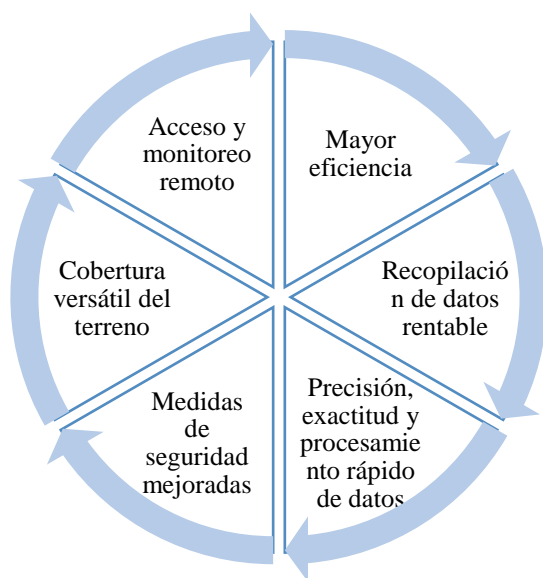 Mayor
eficiencia
Recopilació
n de datos
rentable
Precisión,
exactitud y
procesamie
nto rápido
de datos
Medidas
de
seguridad
mejoradas
Cobertura
versátil del
terreno
Acceso y
monitoreo
remoto